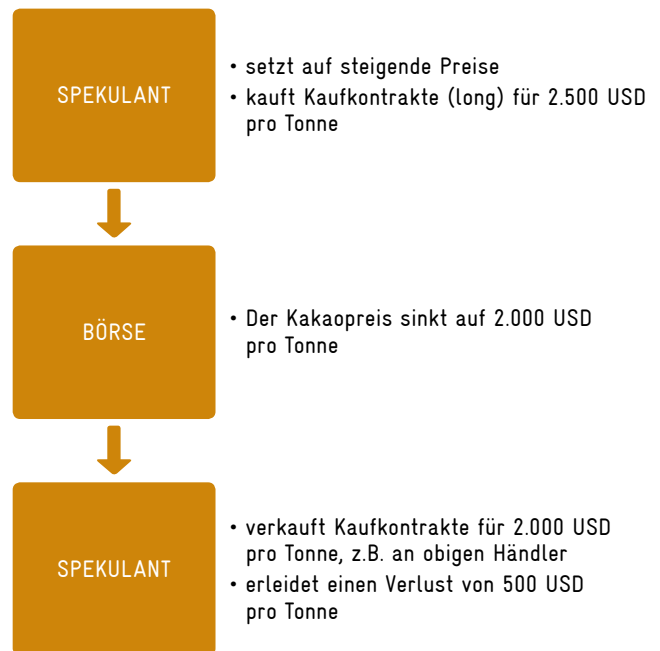 SPEKULANT
• setzt auf steigende Preise
• kauft Kaufkontrakte (long) für 2.500 USD
pro Tonne
BÖRSE
• Der Kakaopreis sinkt auf 2.000 USD
pro Tonne
SPEKULANT
• verkauft Kaufkontrakte für 2.000 USD
pro Tonne, z.B. an obigen Händler
• erleidet einen Verlust von 500 USD
pro Tonne